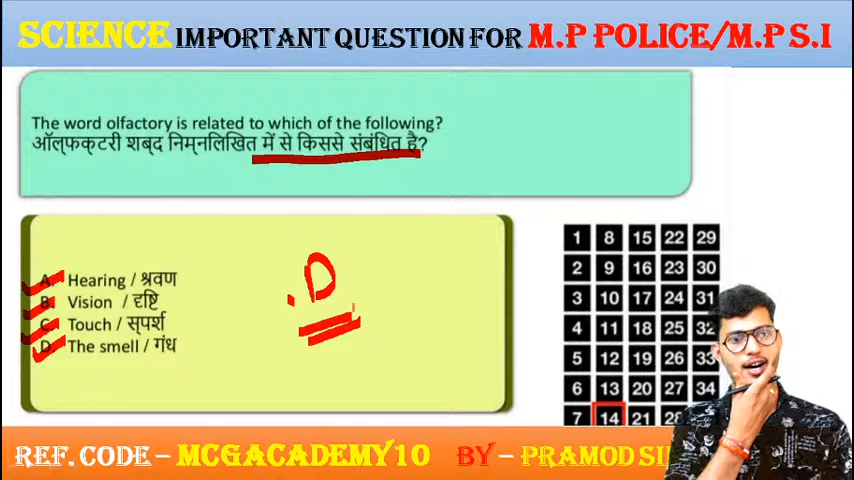 SCIENCE IMPORTANT QUESTION FOR M.P POLICE/M.P S.I
The word olfactory is related to which of the following?
ऑल्फक्टरी शब्द निम्नलिखित में से किससे संबंधित है?
A. Hearing / श्रवण
B. Vision / दृष्टि
C. Touch / स्पर्श
D. The smell / गंध
.D
1 8 15 22 29
2 9 16 23 30
3 10 17 24 31
4 11 18 25 32
5 12 19 26 33
6 13 20 27 34
7 14 21 28
REF. CODE – MCGACADEMY10 BY – PRAMOD